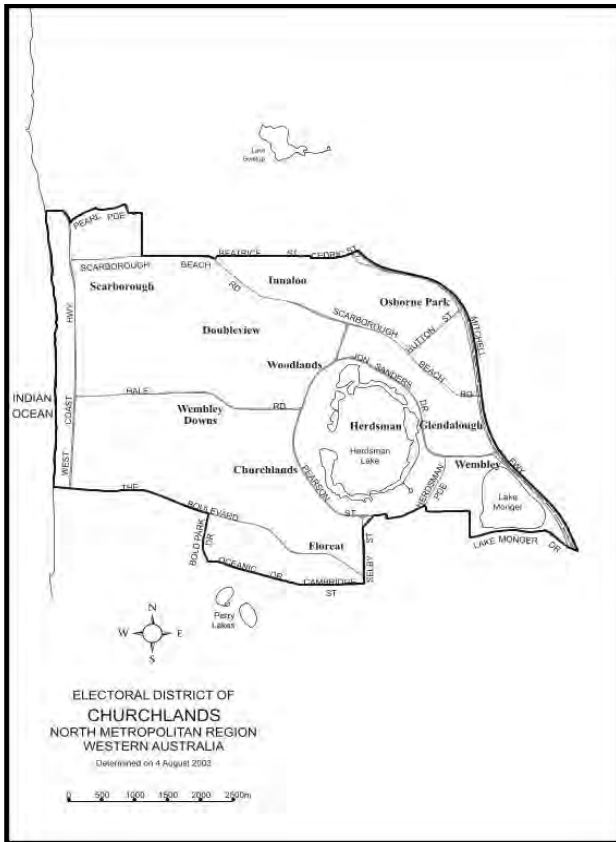 Lake
Gwelup
PEARL PDE
BEATRICE ST CEDRIC ST
SCARBOROUGH BEACH RD
Scarborough
Innaloo
Osborne Park
HWY
SCARBOROUGH BEACH RD
HUTTON ST
MITCHELL
Doubleview
Woodlands
JON SANDERS DR
INDIAN
OCEAN
COAST
HALE RD
Wembley
Downs
Herdsman
Glendalough
Herdsman
Lake
WEST
Churchlands
PEARSON ST
Wembley
FWY
HERDSMAN
PDE
Lake
Monger
THE BOULEVARD
BOLD PARK
DR
Floreat
SELBY ST
LAKE MONGER DR
OCEANIC DR
CAMBRIDGE
ST
Perry
Lakes
N
W E
S
ELECTORAL DISTRICT OF
CHURCHLANDS
NORTH METROPOLITAN REGION
WESTERN AUSTRALIA
Determined on 4 August 2003
0 500 1000 1500 2000 2500m